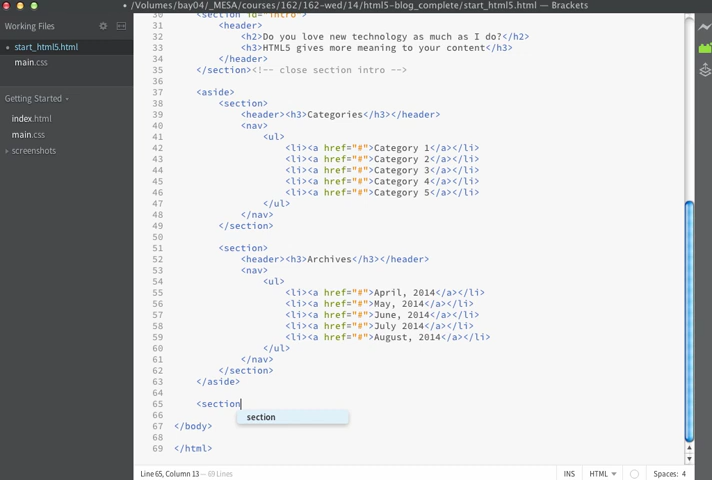 • /Volumes/bay04/_MESA/courses/162/162-wed/14/html5-blog_complete/start_html5.html — Brackets
Working Files
• start_html5.html
main.css
Getting Started
index.html
main.css
screenshots
30 <section id="intro">
31 <header>
32 <h2>Do you love new technology as much as I do?</h2>
33 <h3>HTML5 gives more meaning to your content</h3>
34 </header>
35 </section><!-- close section intro -->
36
37 <aside>
38 <section>
39 <header><h3>Categories</h3></header>
40 <nav>
41 <ul>
42 <li><a href="#">Category 1</a></li>
43 <li><a href="#">Category 2</a></li>
44 <li><a href="#">Category 3</a></li>
45 <li><a href="#">Category 4</a></li>
46 <li><a href="#">Category 5</a></li>
47 </ul>
48 </nav>
49 </section>
50
51 <section>
52 <header><h3>Archives</h3></header>
53 <nav>
54 <ul>
55 <li><a href="#">April, 2014</a></li>
56 <li><a href="#">May, 2014</a></li>
57 <li><a href="#">June, 2014</a></li>
58 <li><a href="#">July 2014</a></li>
59 <li><a href="#">August, 2014</a></li>
60 </ul>
61 </nav>
62 </section>
63 </aside>
64
65 <section
section
66
67 </body>
68
69 </html>
Line 65, Column 13 — 69 Lines
INS
HTML
Spaces: 4